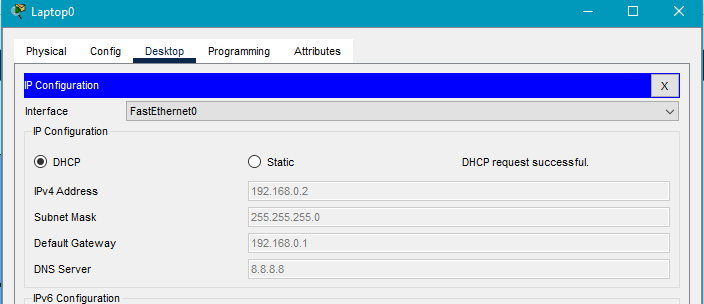 Laptop0
Physical Config Desktop Programming Attributes
IP Configuration X
Interface FastEthernet0
IP Configuration
DHCP Static DHCP request successful.
IPv4 Address 192.168.0.2
Subnet Mask 255.255.255.0
Default Gateway 192.168.0.1
DNS Server 8.8.8.8
IPv6 Configuration